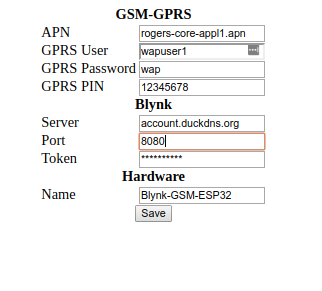 GSM-GPRS
APN rogers-core-appl1.apn
GPRS User wapuser1
GPRS Password wap
GPRS PIN 12345678
Blynk
Server account.duckdns.org
Port 8080
Token **********
Hardware
Name Blynk-GSM-ESP32
Save